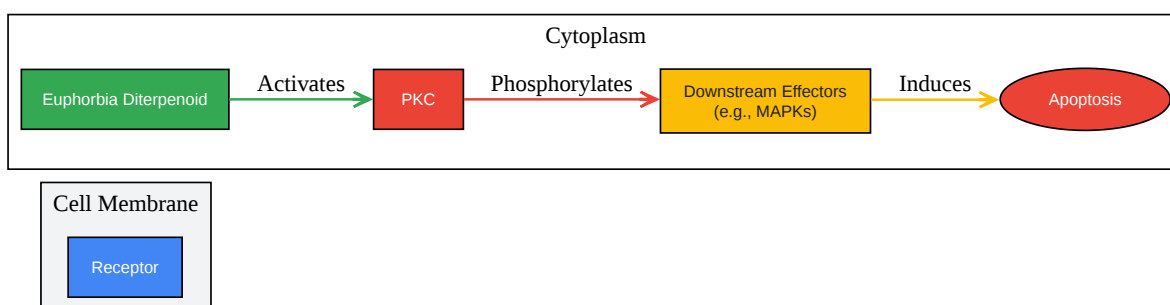 Cytoplasm
Euphorbia Diterpenoid
Activates
PKC
Phosphorylates
Downstream Effectors
(e.g., MAPKs)
Induces
Apoptosis
Cell Membrane
Receptor